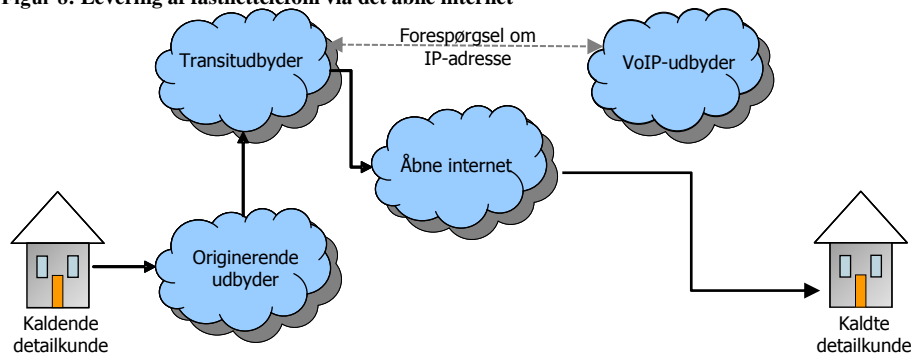 Figur 8: Levering af fastnettelefoni via det åbne internet
Transitudbyder
Forespørgsel om
IP-adresse
VoIP-udbyder
Åbne internet
Originerende
udbyder
Kaldende
detailkunde
Kaldte
detailkunde